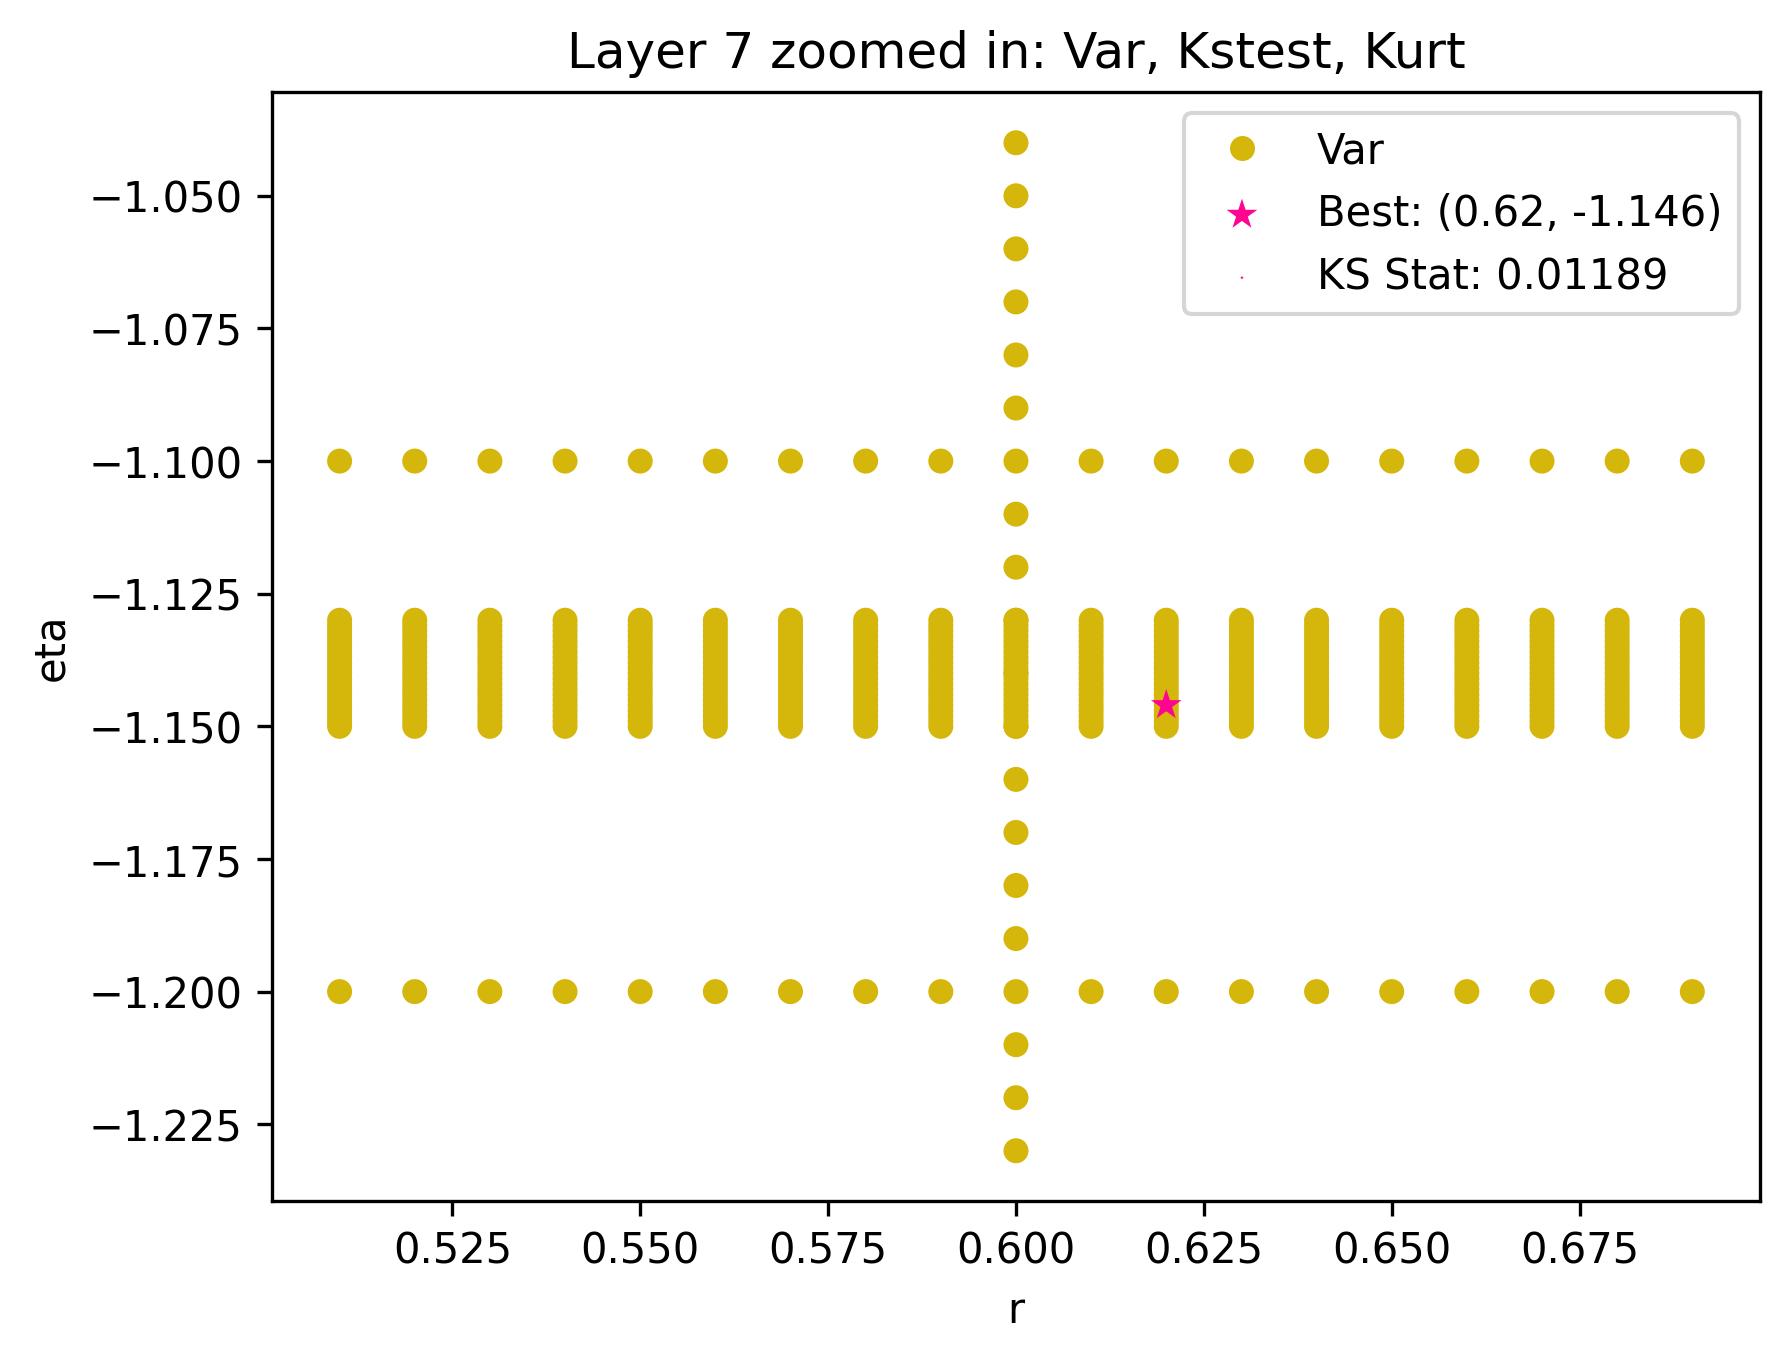 Layer 7 zoomed in: Var, Kstest, Kurt
Var
Best: (0.62, -1.146)
KS Stat: 0.01189
−1.050
−1.075
−1.100
−1.125
−1.150
−1.175
−1.200
−1.225
eta
0.525 0.550 0.575 0.600 0.625 0.650 0.675
r